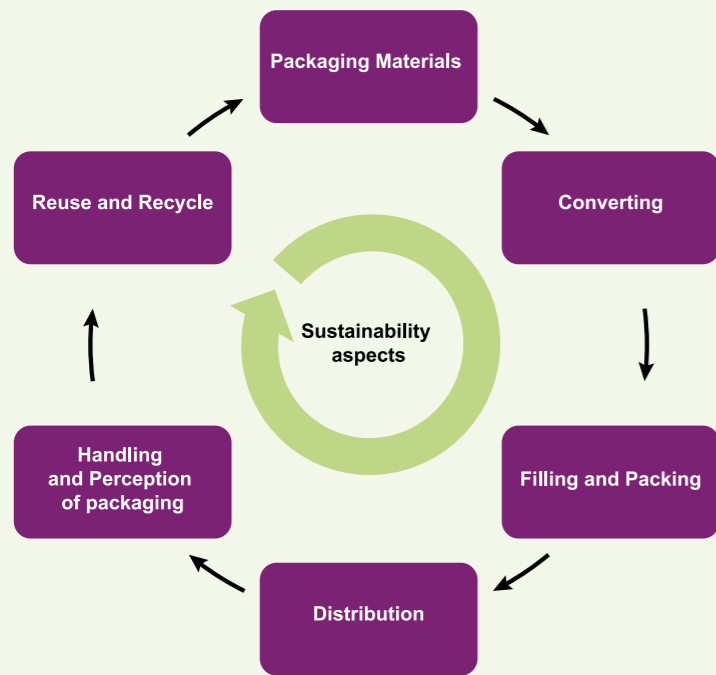 Packaging Materials
Converting
Filling and Packing
Distribution
Handling
and Perception
of packaging
Reuse and Recycle
Sustainability
aspects